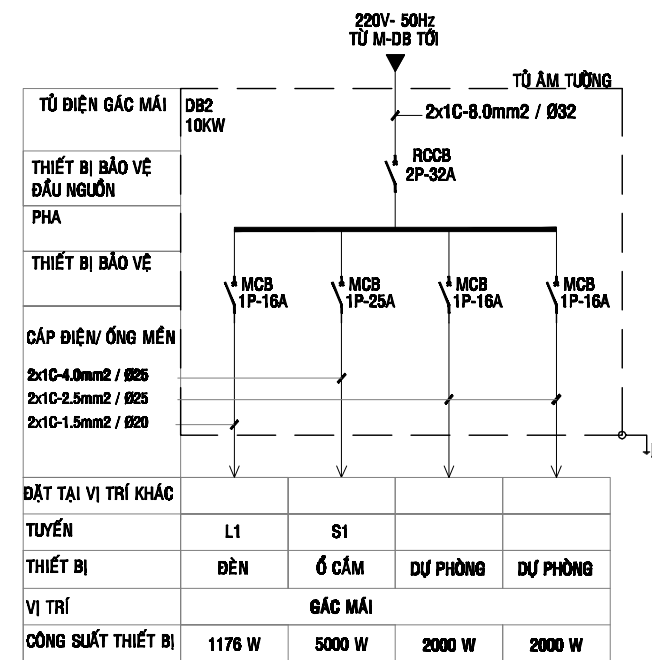 220V- 50Hz
TỪ M-DB TỚI
TỦ ÂM TƯỜNG
TỦ ĐIỆN GÁC MÁI
DB2
10KW
2x1C-8.0mm2 / Ø32
THIẾT BỊ BẢO VỆ
ĐẦU NGUỒN
RCCB
2P-32A
PHA
THIẾT BỊ BẢO VỆ
MCB
1P-16A
MCB
1P-25A
MCB
1P-16A
MCB
1P-16A
CÁP ĐIỆN/ ỐNG MỀN
2x1C-4.0mm2 / Ø25
2x1C-2.5mm2 / Ø25
2x1C-1.5mm2 / Ø20
ĐẶT TẠI VỊ TRÍ KHÁC
TUYẾN L1 S1
THIẾT BỊ ĐÈN Ổ CẮM DỰ PHÒNG DỰ PHÒNG
VỊ TRÍ GÁC MÁI
CÔNG SUẤT THIẾT BỊ 1176 W 5000 W 2000 W 2000 W